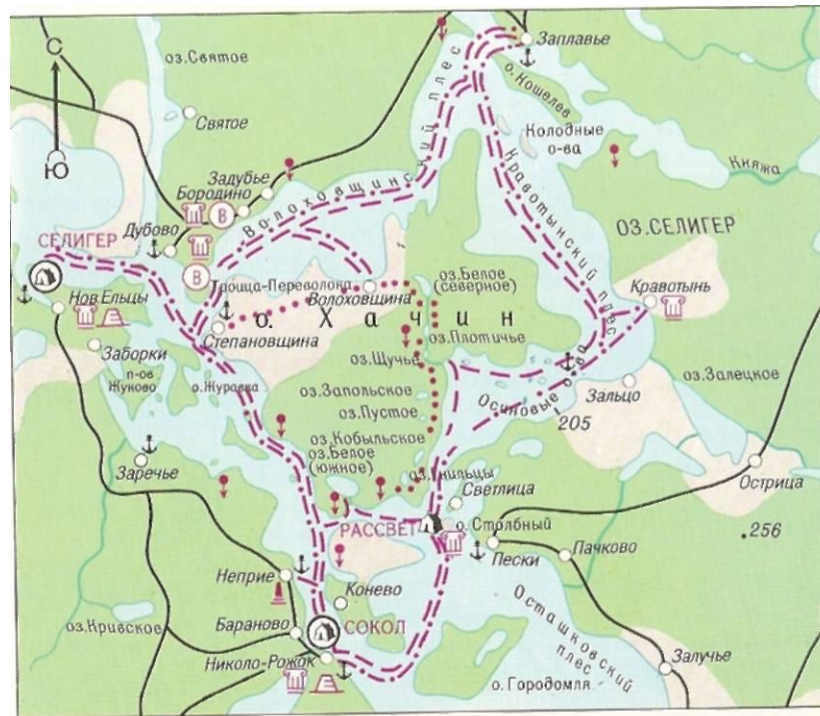 С
Ю
оз.Святое
Святое
Заплавье
о. Кошелев
Колодные
о-ва
Княжа
Волоховщинский плес
Кравотынский плес
Задубье
Бородино
В
Дубово
СЕЛИГЕР
В
ОЗ.СЕЛИГЕР
Нов.Ельцы
Троица-Переволока
Волоховщина
оз.Белое
(северное)
Кравотынь
о. Хачин
Степановщина
оз.Плотичье
Заборки
п-ов
Жуково
о.Журавка
оз.Щучье
оз.Запольское
оз.Пустое
Осиновые о-ва
Зальцо
оз.Залецкое
205
оз.Кобыльское
оз.Белое
(южное)
Заречье
оз.Гнильцы
Светлица
Острица
РАССВЕТ
о. Столбный
256
Пески
Пачково
Неприе
Конево
оз.Кривское
Бараново
СОКОЛ
Николо-Рожок
Осташковский
плес
Залучье
о. Городомля